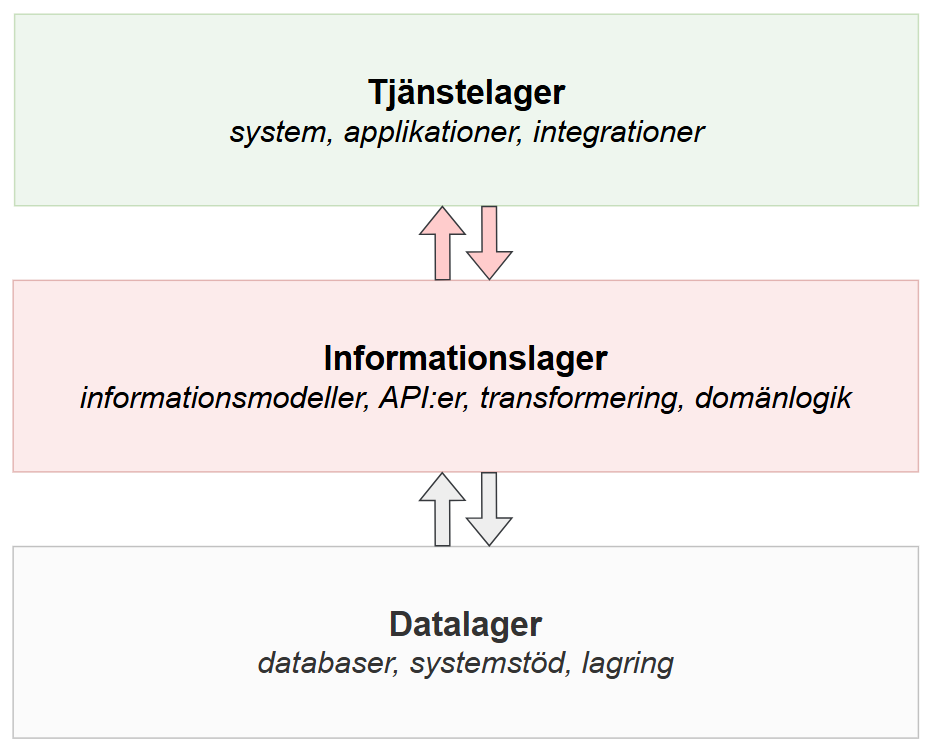 Tjänstelager
system, applikationer, integrationer
Informationslager
informationsmodeller, API:er, transformering, domänlogik
Datalager
databaser, systemstöd, lagring